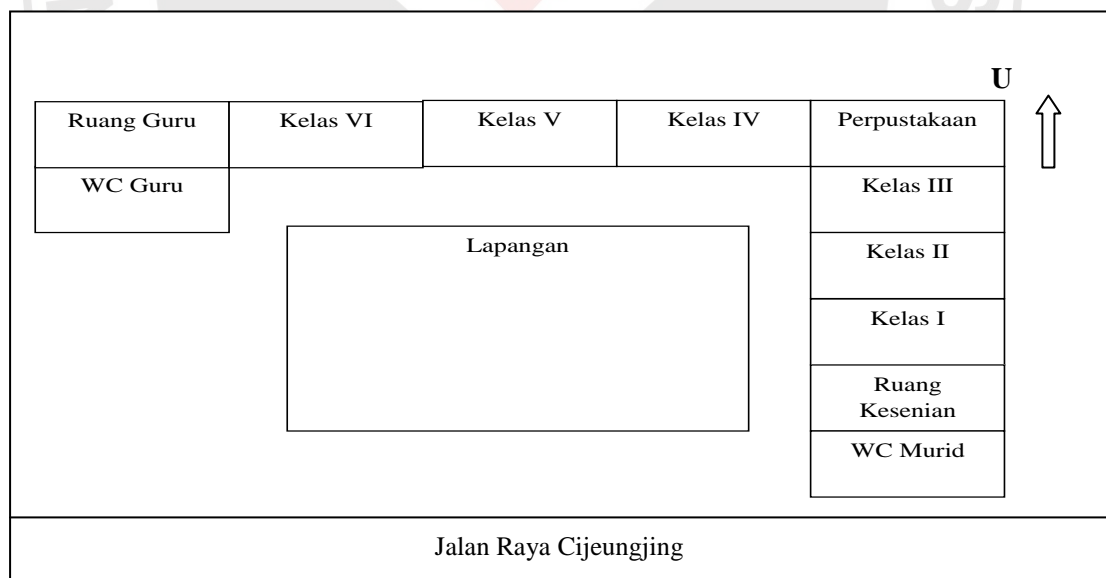 U
Ruang Guru
Kelas VI
Kelas V
Kelas IV
Perpustakaan
WC Guru
Kelas III
Lapangan
Kelas II
Kelas I
Ruang
Kesenian
WC Murid
Jalan Raya Cijeungjing